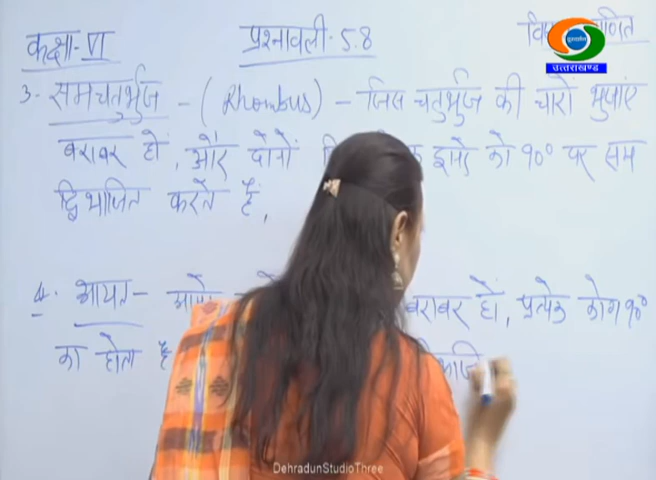 कक्षा-VI
प्रश्नावली-5.8
गणित
उत्तराखण्ड
3- समचतुर्भुज - (Rhombus) - जिस चतुर्भुज की चारों भुजाएं
बराबर हों, और दोनों को 90° पर सम
द्विभाजित करते हैं,
4. आयत - बराबर हों, प्रत्येक कोण 90°
का होता है
DehradunStudioThree